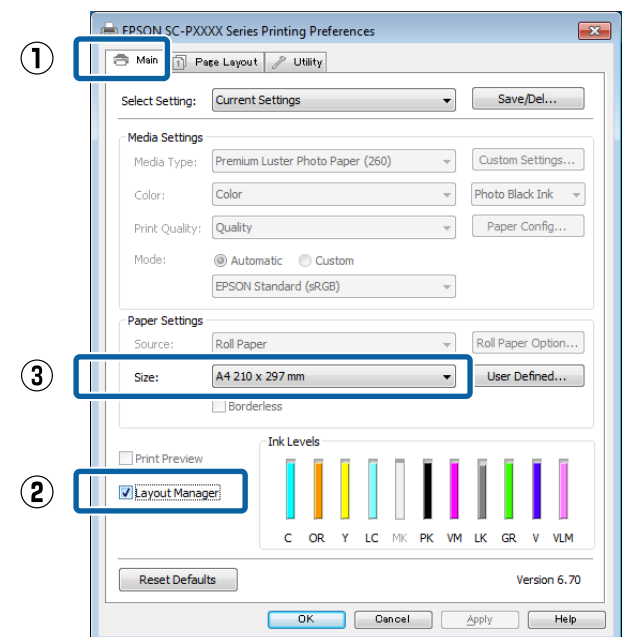 EPSON SC-PXXXX Series Printing Preferences
1 Main Page Layout Utility
Select Setting: Current Settings Save/Del...
Media Settings
Media Type: Premium Luster Photo Paper (260) Custom Settings...
Color: Color Photo Black Ink
Print Quality: Quality Paper Config...
Mode: Automatic Custom
EPSON Standard (sRGB)
Paper Settings
Source: Roll Paper Roll Paper Option...
3 Size: A4 210 x 297 mm User Defined...
Borderless
Ink Levels
Print Preview
2 Layout Manager
C OR Y LC MK PK VM LK GR V VLM
Reset Defaults Version 6.70
OK Cancel Apply Help